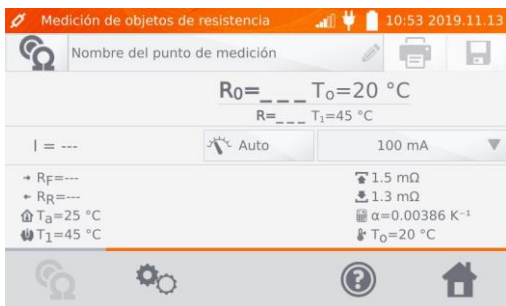 Medición de objetos de resistencia 10:53 2019.11.13
Nombre del punto de medición
R₀=_ _ _ T₀=20 °C
R=_ _ _ T₁=45 °C
I = --- Auto 100 mA
R_F=--- 1.5 mΩ
R_R=--- 1.3 mΩ
Tₐ=25 °C α=0.00386 K⁻¹
T₁=45 °C T₀=20 °C